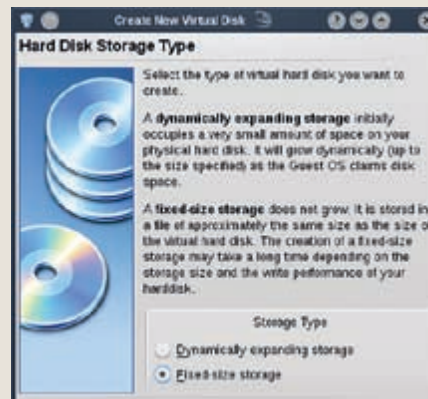 Create New Virtual Disk
Hard Disk Storage Type
Select the type of virtual hard disk you want to
create.
A dynamically expanding storage initially
occupies a very small amount of space on your
physical hard disk. It will grow dynamically (up to
the size specified) as the Guest OS claims disk
space.
A fixed-size storage does not grow. It is stored in
a file of approximately the same size as the size o
the virtual hard disk. The creation of a fixed-size
storage may take a long time depending on the
storage size and the write performance of your
harddisk.
Storage Type
Dynamically expanding storage
Fixed-size storage